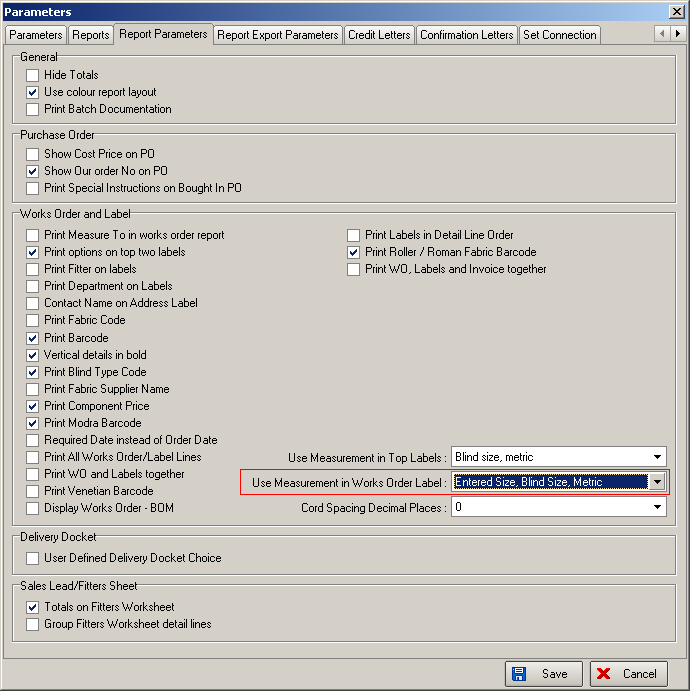 Parameters
Parameters Reports Report Parameters Report Export Parameters Credit Letters Confirmation Letters Set Connection
General
Hide Totals
Use colour report layout
Print Batch Documentation
Purchase Order
Show Cost Price on PO
Show Our order No on PO
Print Special Instructions on Bought In PO
Works Order and Label
Print Measure To in works order report
Print options on top two labels
Print Fitter on labels
Print Department on Labels
Contact Name on Address Label
Print Fabric Code
Print Barcode
Vertical details in bold
Print Blind Type Code
Print Fabric Supplier Name
Print Component Price
Print Modra Barcode
Required Date instead of Order Date
Print All Works Order/Label Lines
Print WO and Labels together
Print Venetian Barcode
Display Works Order - BOM
Print Labels in Detail Line Order
Print Roller / Roman Fabric Barcode
Print WO, Labels and Invoice together
Use Measurement in Top Labels : Blind size, metric
Use Measurement in Works Order Label : Entered Size, Blind Size, Metric
Cord Spacing Decimal Places : 0
Delivery Docket
User Defined Delivery Docket Choice
Sales Lead/Fitters Sheet
Totals on Fitters Worksheet
Group Fitters Worksheet detail lines
Save Cancel